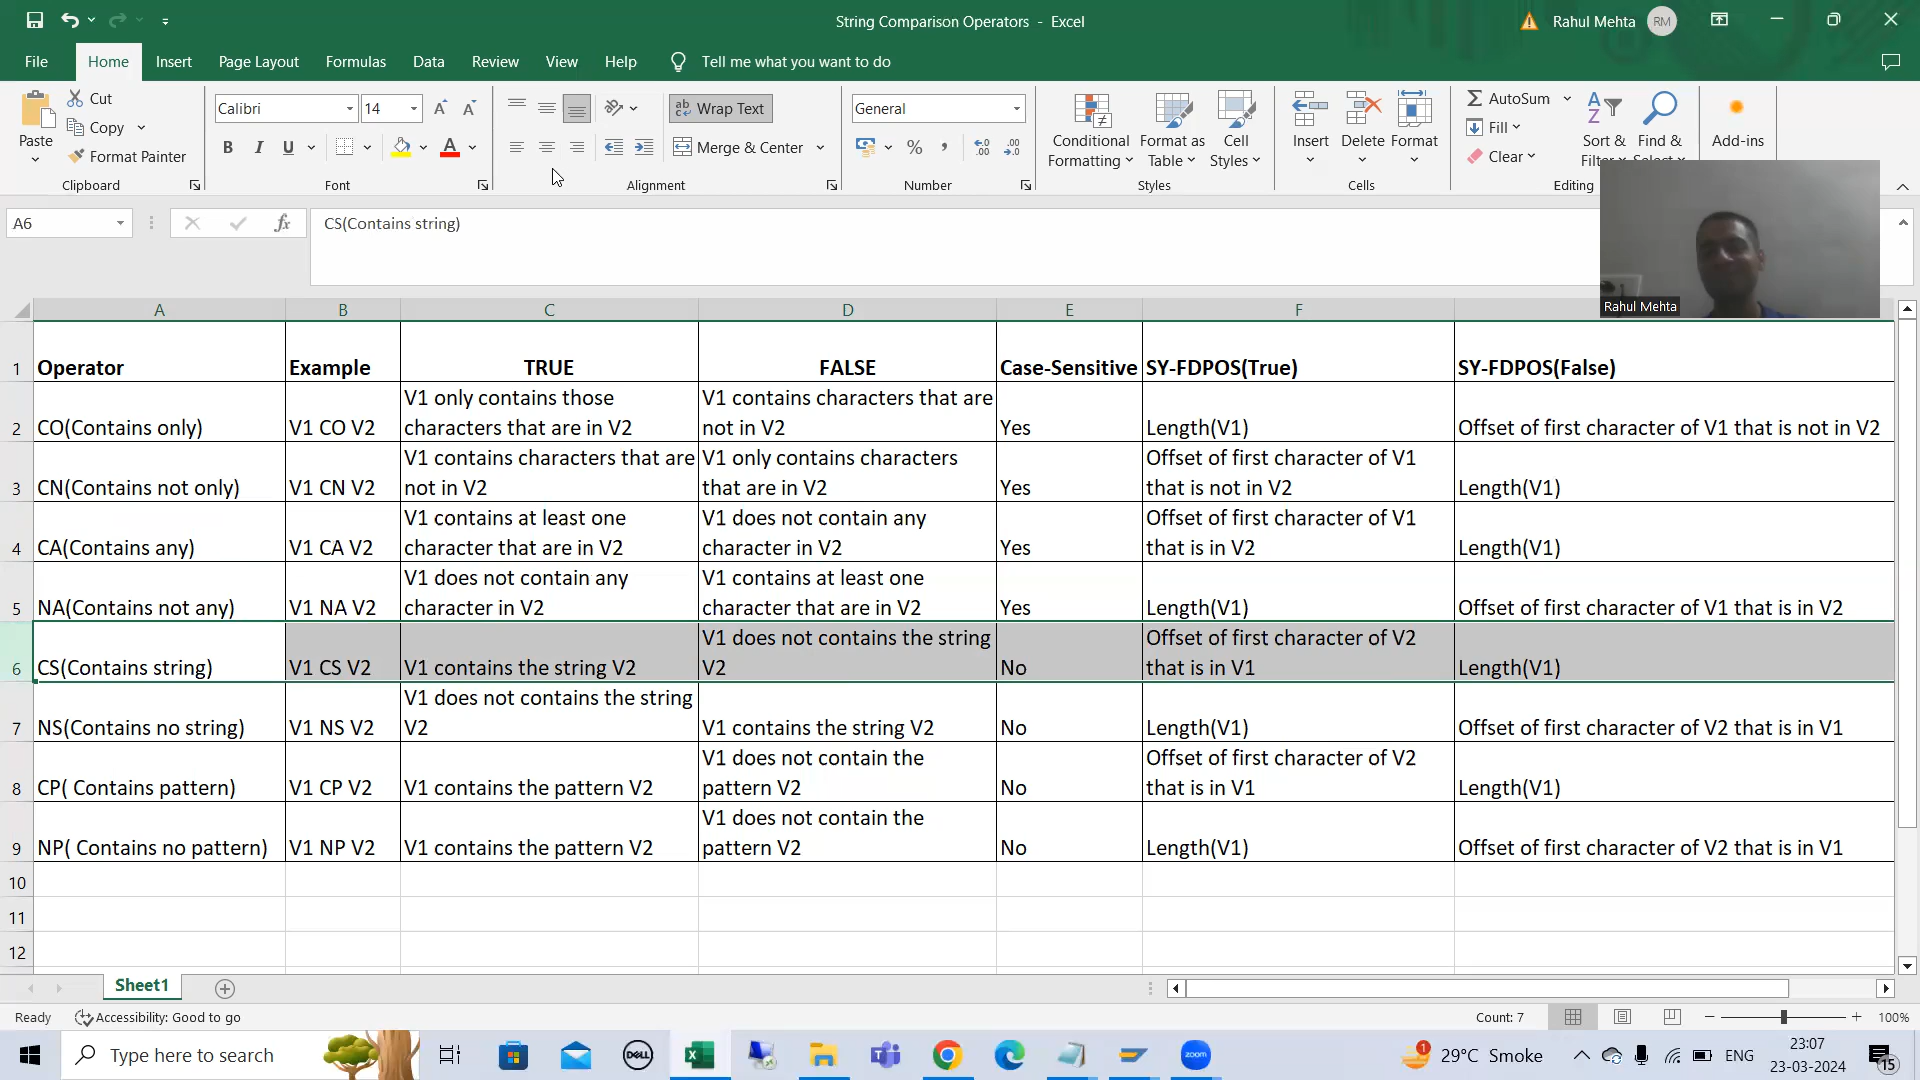 String Comparison Operators - Excel
Rahul Mehta
RM
File
Home
Insert
Page Layout
Formulas
Data
Review
View
Help
Tell me what you want to do
Paste
Cut
Copy
Format Painter
Clipboard
Calibri
14
B I U
Font
Wrap Text
Merge & Center
Alignment
General
Number
Conditional
Formatting
Format as
Table
Cell
Styles
Styles
Insert
Delete
Format
Cells
AutoSum
Fill
Clear
Sort &
Filter
Find &
Select
Editing
Add-ins
A6
fx
CS(Contains string)
Rahul Mehta
A B C D E F
1 Operator Example TRUE FALSE Case-Sensitive SY-FDPOS(True) SY-FDPOS(False)
2 CO(Contains only) V1 CO V2 V1 only contains those characters that are in V2 V1 contains characters that are not in V2 Yes Length(V1) Offset of first character of V1 that is not in V2
3 CN(Contains not only) V1 CN V2 V1 contains characters that are not in V2 V1 only contains characters that are in V2 Yes Offset of first character of V1 that is not in V2 Length(V1)
4 CA(Contains any) V1 CA V2 V1 contains at least one character that are in V2 V1 does not contain any character in V2 Yes Offset of first character of V1 that is in V2 Length(V1)
5 NA(Contains not any) V1 NA V2 V1 does not contain any character in V2 V1 contains at least one character that are in V2 Yes Length(V1) Offset of first character of V1 that is in V2
6 CS(Contains string) V1 CS V2 V1 contains the string V2 V1 does not contains the string V2 No Offset of first character of V2 that is in V1 Length(V1)
7 NS(Contains no string) V1 NS V2 V1 does not contains the string V2 V1 contains the string V2 No Length(V1) Offset of first character of V2 that is in V1
8 CP( Contains pattern) V1 CP V2 V1 contains the pattern V2 V1 does not contain the pattern V2 No Offset of first character of V2 that is in V1 Length(V1)
9 NP( Contains no pattern) V1 NP V2 V1 contains the pattern V2 V1 does not contain the pattern V2 No Length(V1) Offset of first character of V2 that is in V1
10
11
12
Sheet1
Ready
Accessibility: Good to go
Count: 7
100%
Type here to search
DELL
zoom
1
29°C Smoke
ENG
23:07
23-03-2024
15